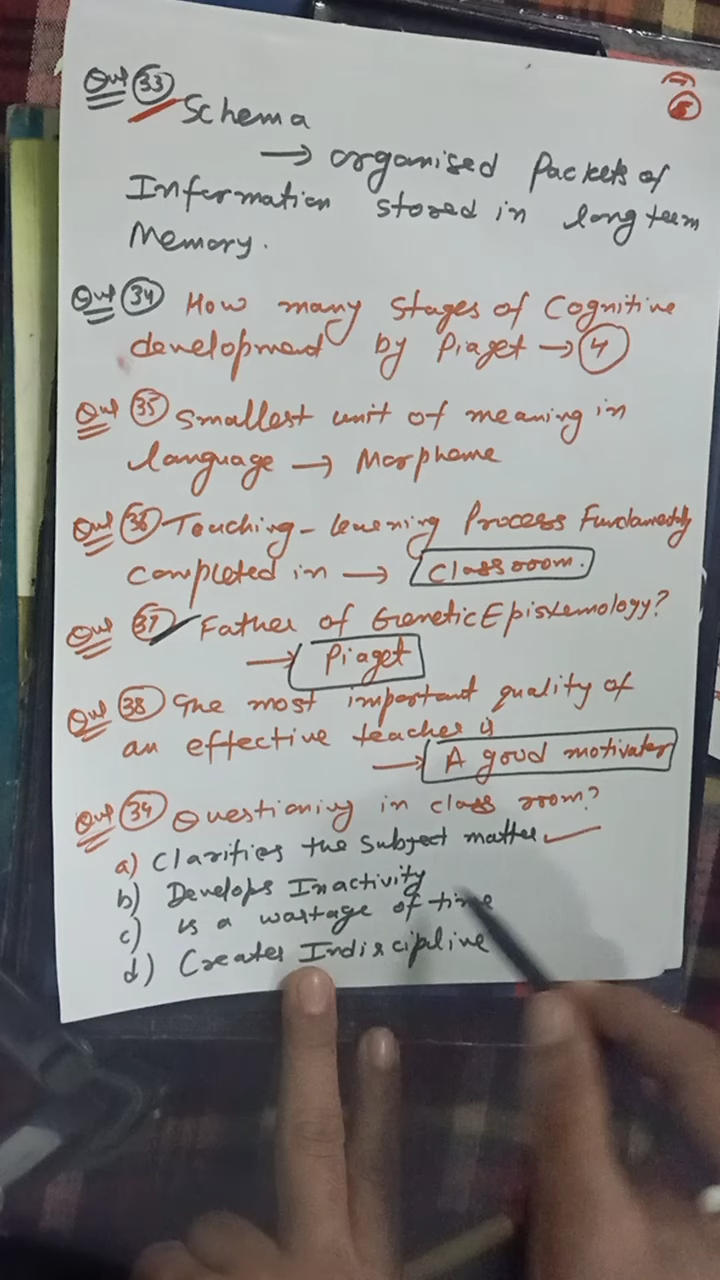 5
Que 33 Schema
→ organised Packets of
Information stored in long term
Memory.
Que 34 How many stages of Cognitive
development by Piaget → 4
Que 35 Smallest unit of meaning in
language → Morpheme
Que 36 Teaching-learning Process Fundamentally
completed in → Class room.
Que 37 Father of Genetic Epistemology?
→ Piaget
Que 38 The most important quality of
an effective teacher is
→ A good motivator
Que 39 Questioning in class room?
a) Clarifies the subject matter
b) Develops Inactivity
c) is a wastage of time
d) Creates Indiscipline